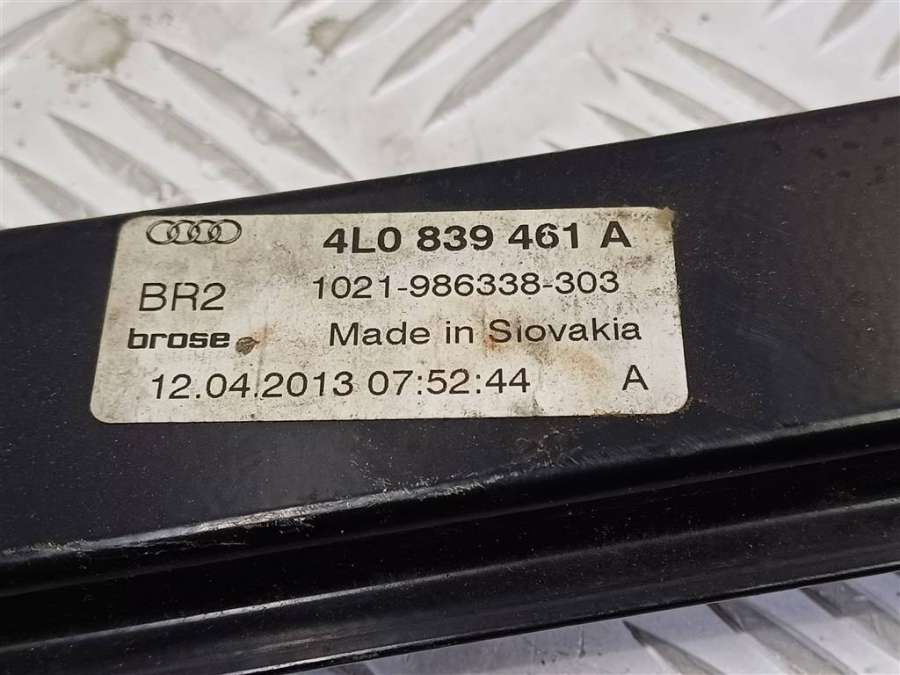 4L0 839 461 A
BR2 1021-986338-303
brose Made in Slovakia
12.04.2013 07:52:44 A